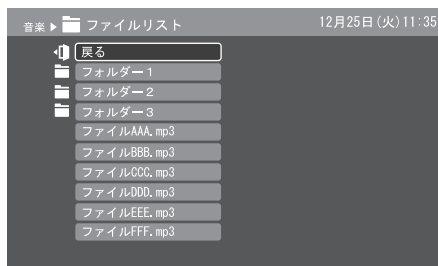 音楽▶ファイルリスト 12月25日(火)11:35
戻る
フォルダー1
フォルダー2
フォルダー3
ファイルAAA.mp3
ファイルBBB.mp3
ファイルCCC.mp3
ファイルDDD.mp3
ファイルEEE.mp3
ファイルFFF.mp3